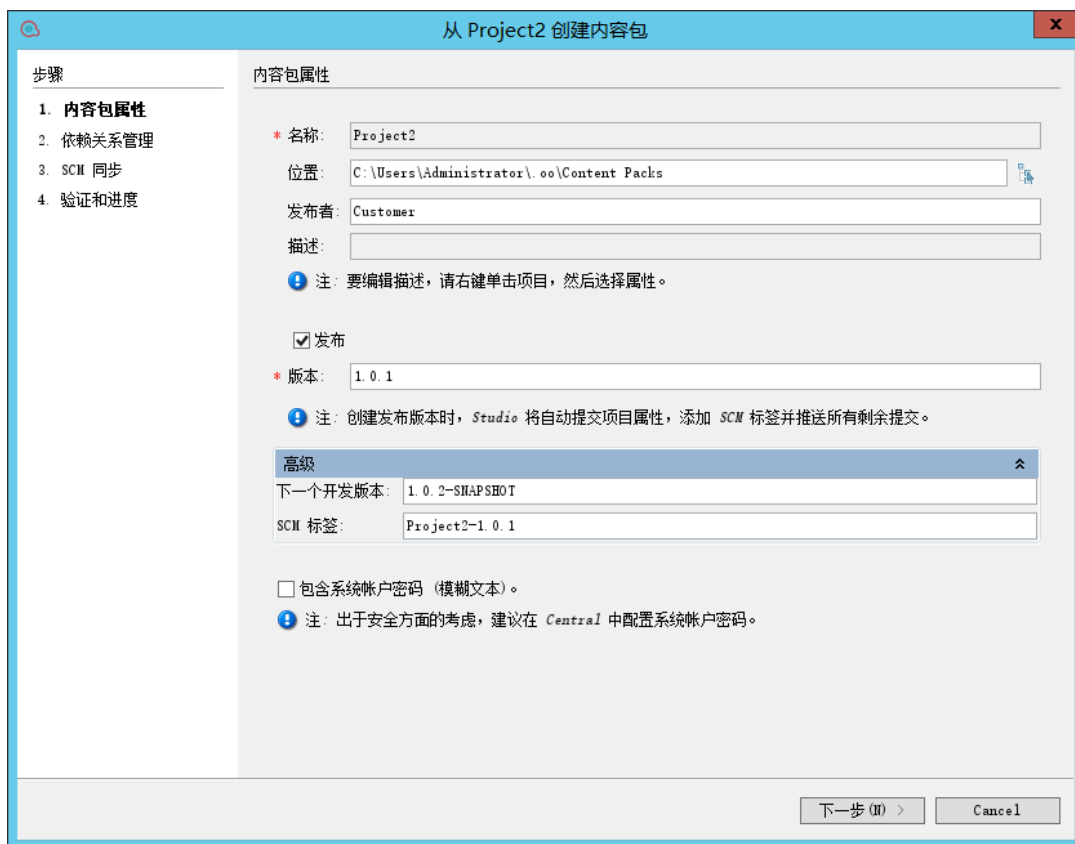 从 Project2 创建内容包
x
步骤
1. 内容包属性
2. 依赖关系管理
3. SCM 同步
4. 验证和进度
内容包属性
* 名称: Project2
位置: C:\Users\Administrator\.oo\Content Packs
发布者: Customer
描述:
注: 要编辑描述，请右键单击项目，然后选择属性。
发布
* 版本: 1.0.1
注: 创建发布版本时，Studio 将自动提交项目属性，添加 SCM 标签并推送所有剩余提交。
高级
下一个开发版本: 1.0.2-SNAPSHOT
SCM 标签: Project2-1.0.1
包含系统帐户密码 (模糊文本)。
注: 出于安全方面的考虑，建议在 Central 中配置系统帐户密码。
下一步(N) >
Cancel